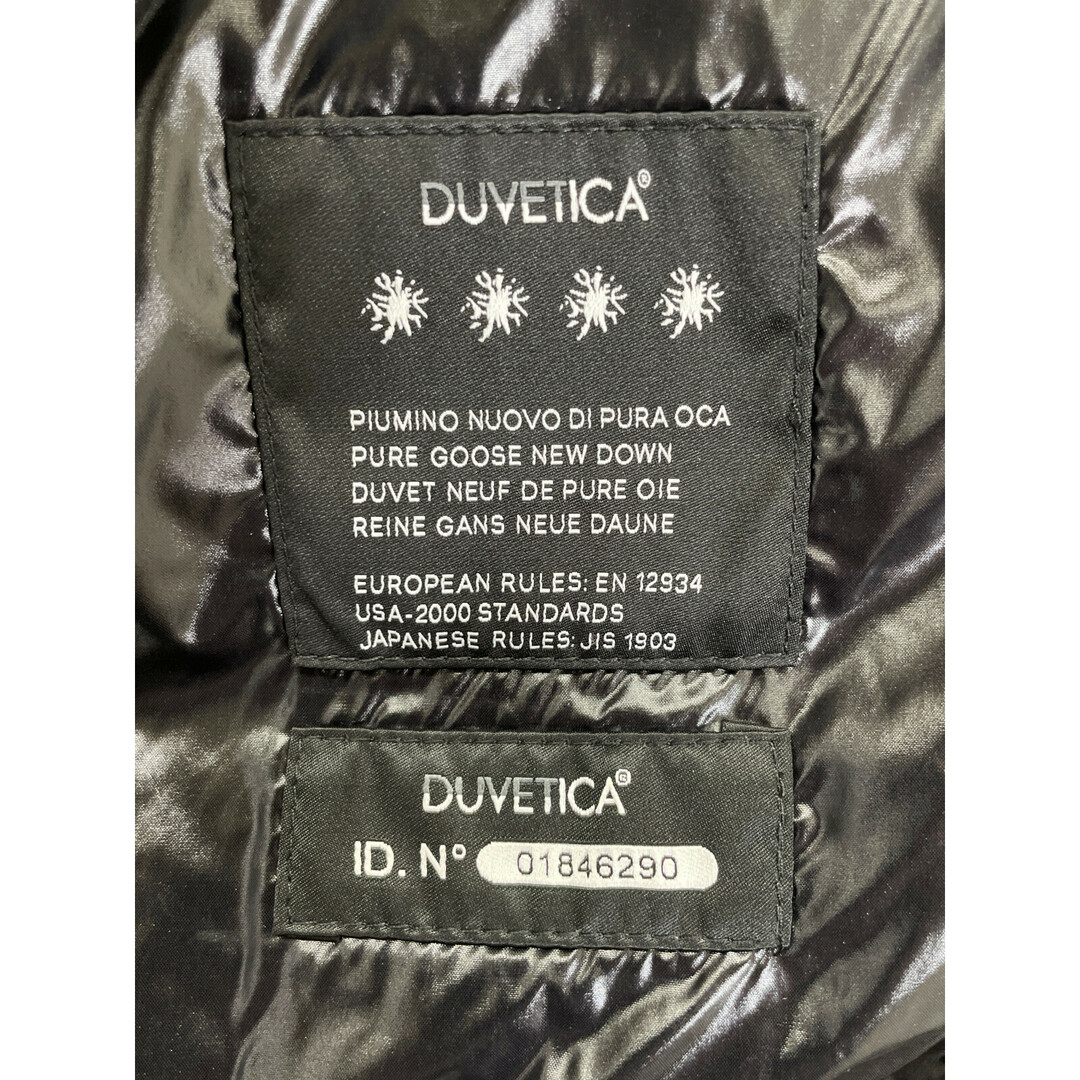 DUVETICA®
PIUMINO NUOVO DI PURA OCA
PURE GOOSE NEW DOWN
DUVET NEUF DE PURE OIE
REINE GANS NEUE DAUNE
EUROPEAN RULES: EN 12934
USA-2000 STANDARDS
JAPANESE RULES: JIS 1903
DUVETICA®
ID. N° 01846290